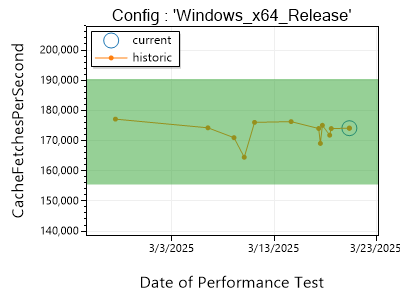 Config : 'Windows_x64_Release'
current
historic
CacheFetchesPerSecond
200,000
190,000
180,000
170,000
160,000
150,000
140,000
3/3/2025
3/13/2025
3/23/2025
Date of Performance Test